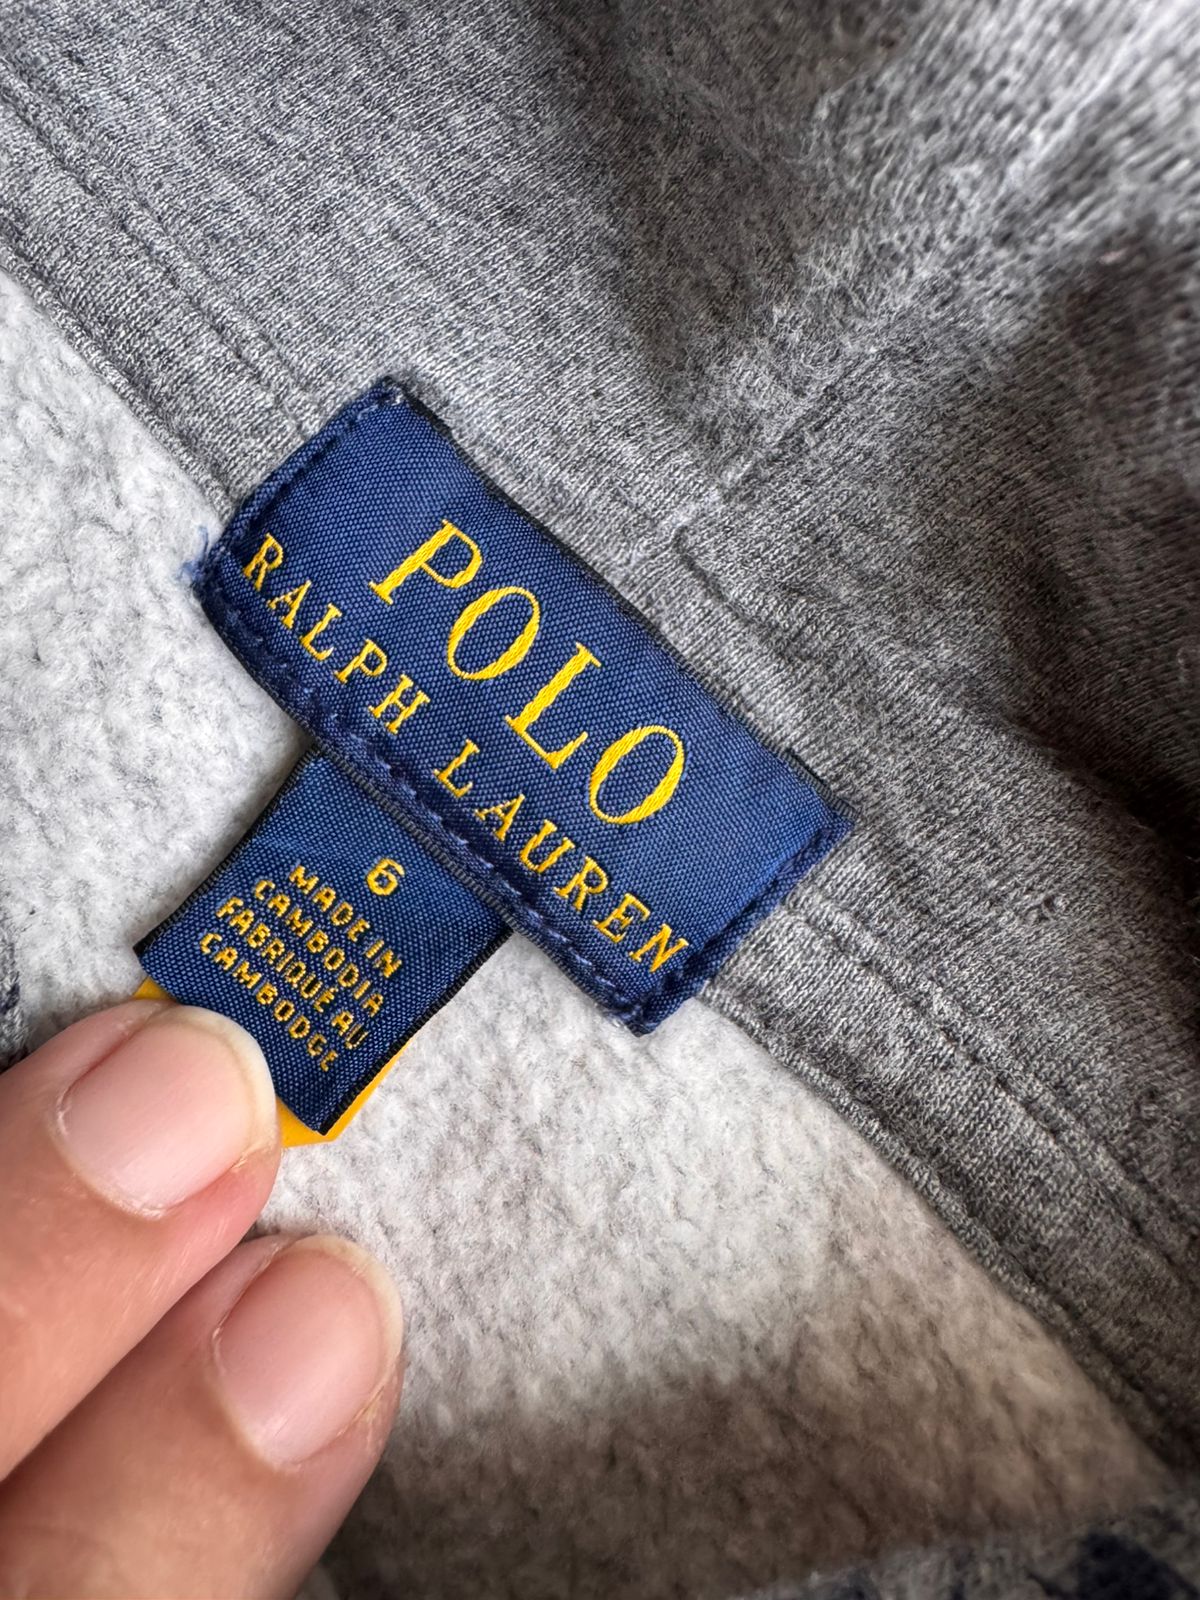 POLO
RALPH LAUREN
6
MADE IN
CAMBODIA
FABRIQUÉ AU
CAMBODGE